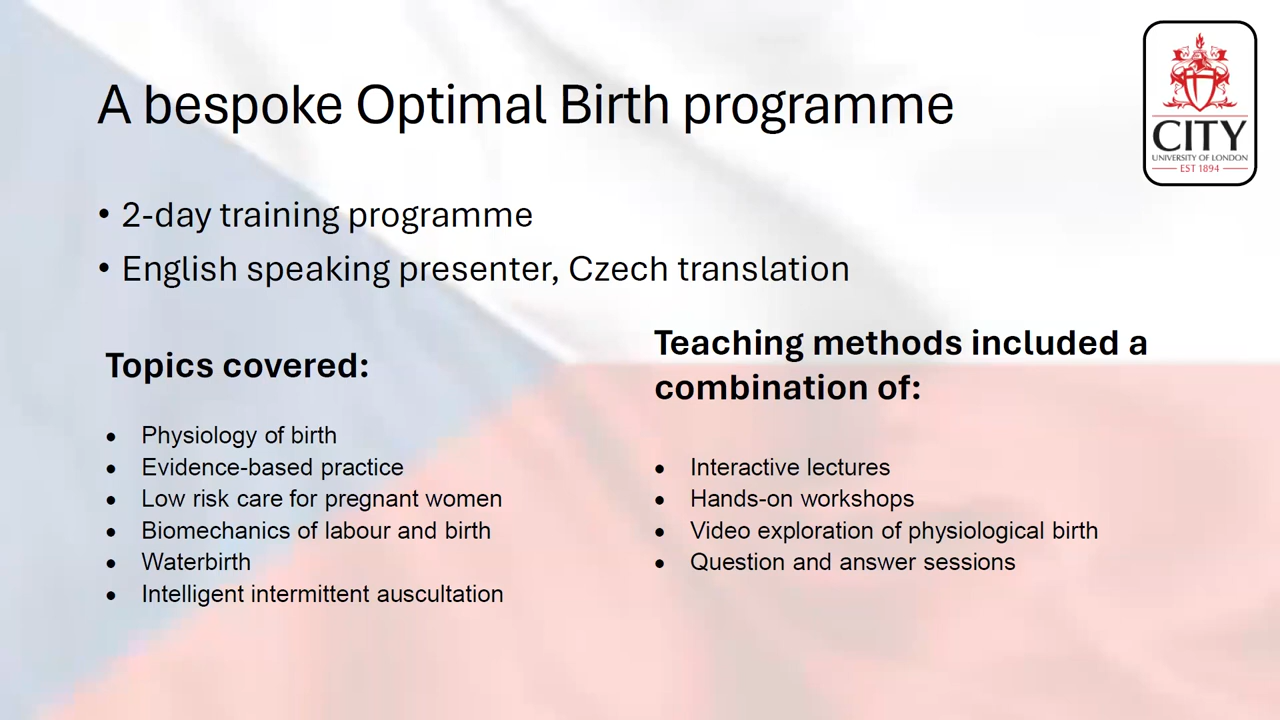 A bespoke Optimal Birth programme
CITY
UNIVERSITY OF LONDON
EST 1894
• 2-day training programme
• English speaking presenter, Czech translation
Topics covered:
• Physiology of birth
• Evidence-based practice
• Low risk care for pregnant women
• Biomechanics of labour and birth
• Waterbirth
• Intelligent intermittent auscultation
Teaching methods included a
combination of:
• Interactive lectures
• Hands-on workshops
• Video exploration of physiological birth
• Question and answer sessions